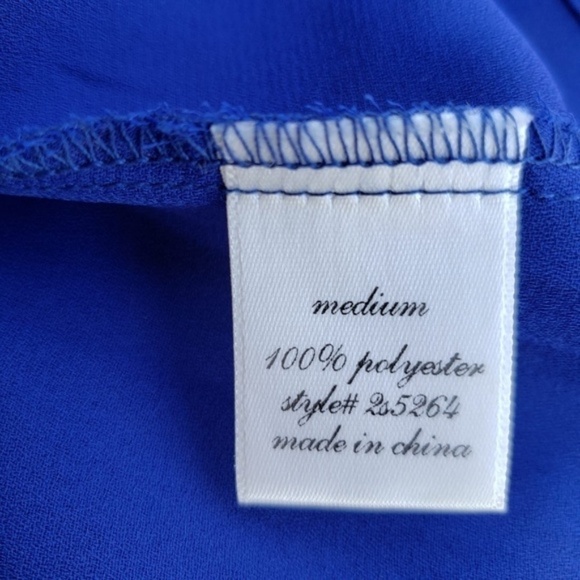 medium
100% polyester
style# 2s5264
made in china